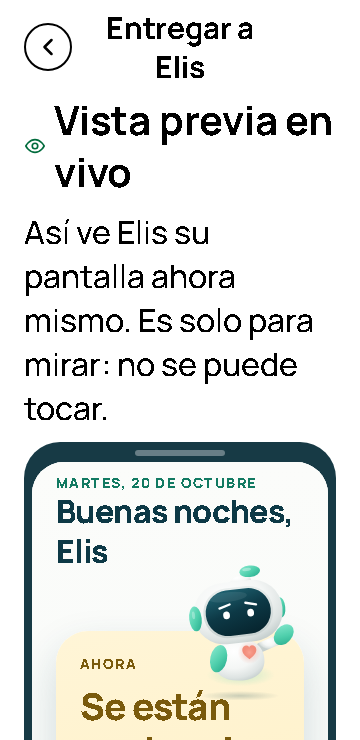 Entregar a
Elis
Vista previa en
vivo
Así ve Elis su
pantalla ahora
mismo. Es solo para
mirar: no se puede
tocar.
MARTES, 20 DE OCTUBRE
Buenas noches,
Elis
AHORA
Se están